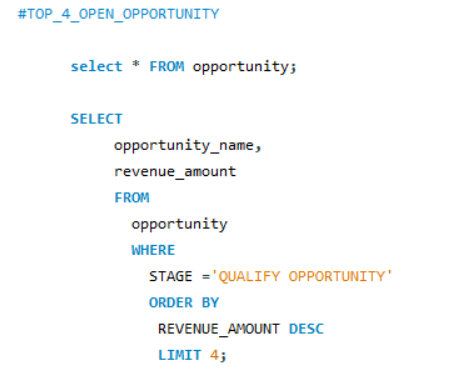 #TOP_4_OPEN_OPPORTUNITY
select * FROM opportunity;
SELECT
opportunity_name,
revenue_amount
FROM
opportunity
WHERE
STAGE ='QUALIFY OPPORTUNITY'
ORDER BY
REVENUE_AMOUNT DESC
LIMIT 4;